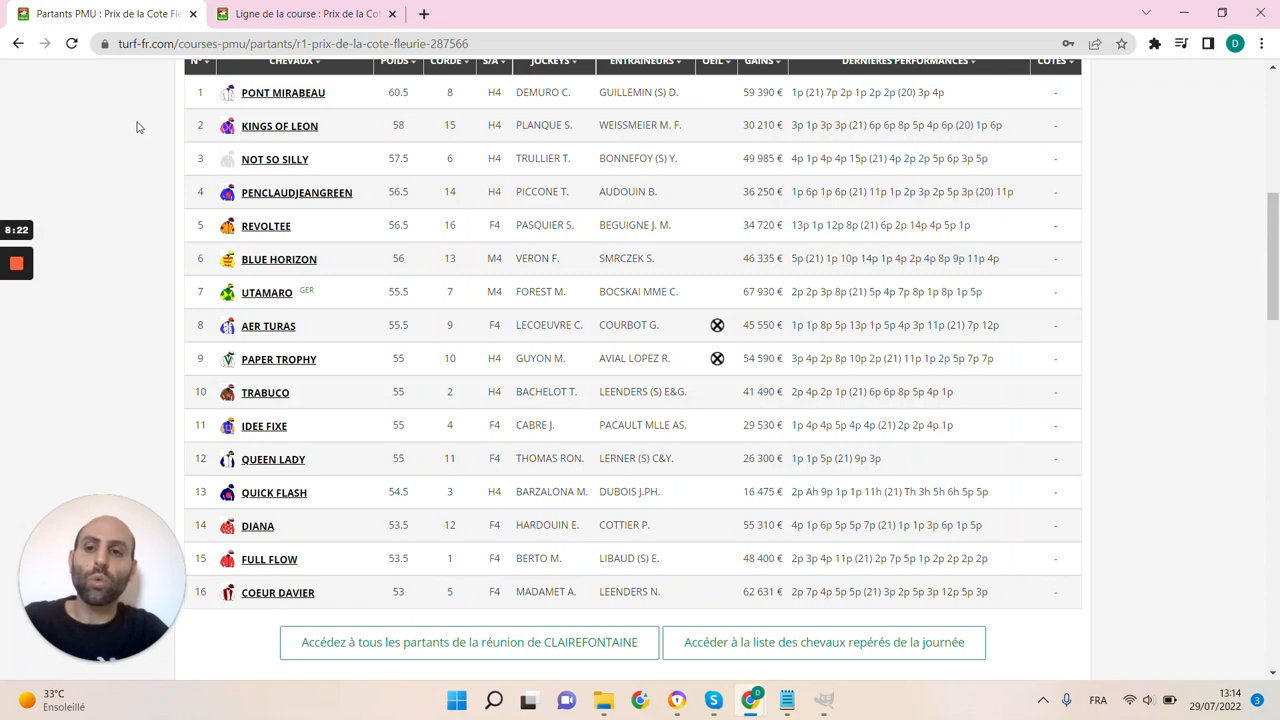 Partants PMU : Prix de la Cote Fle
Ligne de la course : Prix de la Cot
turf-fr.com/courses-pmu/partants/r1-prix-de-la-cote-fleurie-287566
D
N° CHEVAUX POIDS CORDE S/A JOCKEYS ENTRAÎNEURS OEIL GAINS DERNIÈRES PERFORMANCES COTES
1 PONT MIRABEAU 60.5 8 H4 DEMURO C. GUILLEMIN (S) D. 59 390 € 1p (21) 7p 2p 1p 2p 2p (20) 3p 4p -
2 KINGS OF LEON 58 15 H4 PLANQUE S. WEISSMEIER M. F. 30 210 € 3p 1p 3p 3p (21) 6p 6p 8p 5p 4p 6p (20) 1p 6p -
3 NOT SO SILLY 57.5 6 H4 TRULLIER T. BONNEFOY (S) Y. 49 985 € 4p 1p 4p 4p 15p (21) 4p 2p 2p 5p 6p 3p 5p -
4 PENCLAUDJEANGREEN 56.5 14 H4 PICCONE T. AUDOUIN B. 36 250 € 1p 6p 1p 6p (21) 11p 1p 2p 3p 2p 5p 3p (20) 11p -
5 REVOLTEE 56.5 16 F4 PASQUIER S. BEGUIGNE J. M. 34 720 € 13p 1p 12p 8p (21) 6p 2p 14p 4p 5p 1p -
6 BLUE HORIZON 56 13 M4 VERON F. SMRCZEK S. 46 335 € 5p (21) 1p 10p 14p 1p 4p 2p 4p 8p 9p 11p 4p -
7 UTAMARO GER 55.5 7 M4 FOREST M. BOCSKAI MME C. 67 930 € 2p 2p 3p 8p (21) 5p 4p 7p 8p 1p 8p 1p 5p -
8 AER TURAS 55.5 9 F4 LECOEUVRE C. COURBOT G. 45 550 € 1p 1p 8p 5p 13p 1p 5p 4p 3p 11p (21) 7p 12p -
9 PAPER TROPHY 55 10 H4 GUYON M. AVIAL LOPEZ R. 54 590 € 3p 4p 2p 8p 10p 2p (21) 11p 1p 2p 5p 7p 7p -
10 TRABUCO 55 2 H4 BACHELOT T. LEENDERS (S) E&G. 41 490 € 2p 4p 2p 1p (21) 6p 6p 8p 5p 4p 1p -
11 IDEE FIXE 55 4 F4 CABRE J. PACAULT MLLE AS. 29 530 € 1p 4p 4p 5p 4p 4p (21) 2p 2p 4p 1p -
12 QUEEN LADY 55 11 F4 THOMAS RON. LERNER (S) C&Y. 26 300 € 1p 1p 5p (21) 9p 3p -
13 QUICK FLASH 54.5 3 H4 BARZALONA M. DUBOIS J.PH. 16 475 € 2p Ah 9p 1p 1p 11h (21) Th 3h 5h 6h 5p 5p -
14 DIANA 53.5 12 F4 HARDOUIN E. COTTIER P. 55 310 € 4p 1p 6p 5p 5p 7p (21) 1p 1p 3p 6p 1p 5p -
15 FULL FLOW 53.5 1 F4 BERTO M. LIBAUD (S) E. 48 400 € 2p 3p 4p 11p (21) 2p 7p 5p 1p 2p 2p 2p 2p -
16 COEUR DAVIER 53 5 F4 MADAMET A. LEENDERS N. 62 631 € 2p 7p 4p 5p 5p (21) 3p 2p 5p 3p 12p 5p 3p -
8:22
Accédez à tous les partants de la réunion de CLAIREFONTAINE
Accéder à la liste des chevaux repérés de la journée
33°C
Ensoleillé
D
FRA
13:14
29/07/2022
3